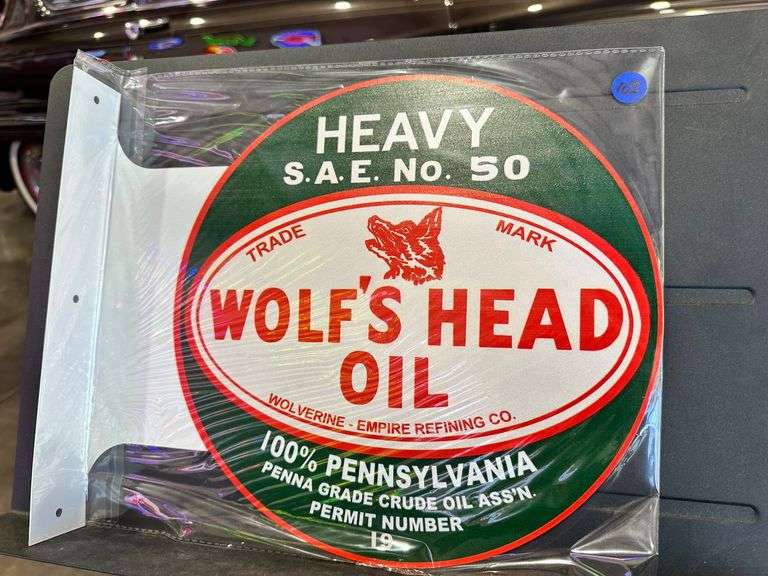 102
HEAVY
S.A.E. No. 50
TRADE MARK
WOLF'S HEAD
OIL
WOLVERINE - EMPIRE REFINING CO.
100% PENNSYLVANIA
PENNA GRADE CRUDE OIL ASS'N.
PERMIT NUMBER
19